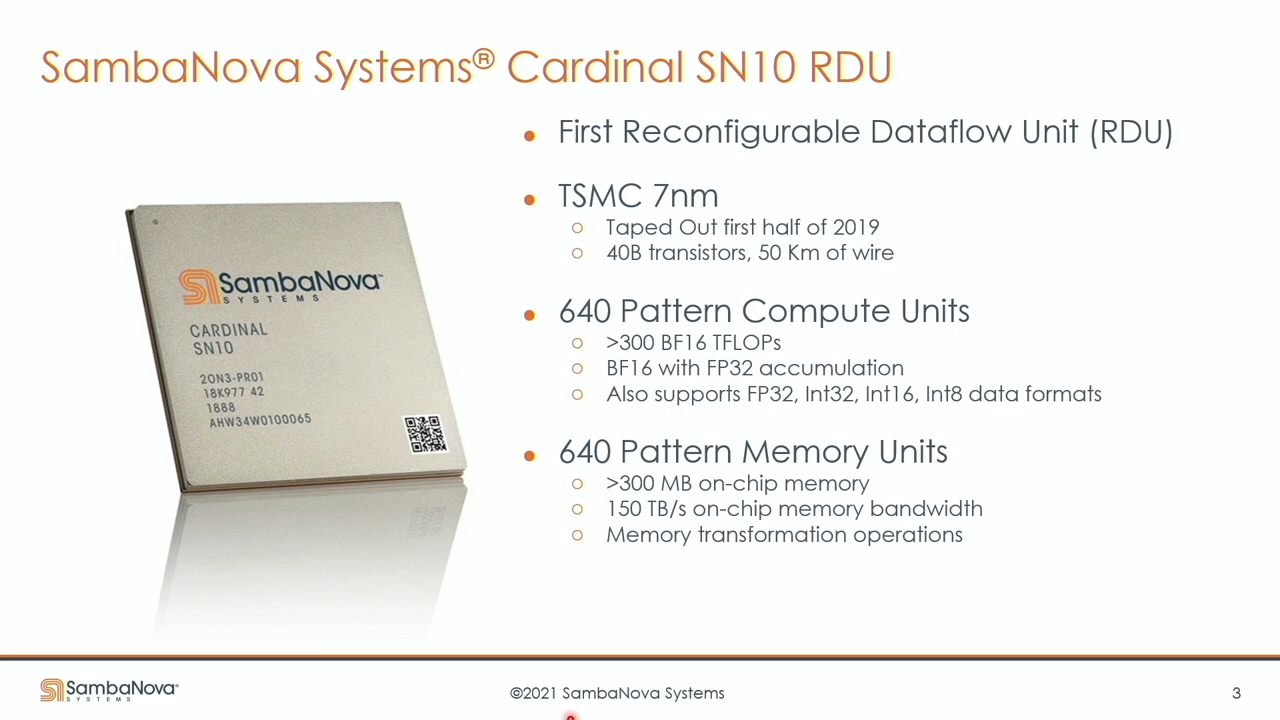 SambaNova Systems® Cardinal SN10 RDU
• First Reconfigurable Dataflow Unit (RDU)
• TSMC 7nm
○ Taped Out first half of 2019
○ 40B transistors, 50 Km of wire
• 640 Pattern Compute Units
○ >300 BF16 TFLOPs
○ BF16 with FP32 accumulation
○ Also supports FP32, Int32, Int16, Int8 data formats
• 640 Pattern Memory Units
○ >300 MB on-chip memory
○ 150 TB/s on-chip memory bandwidth
○ Memory transformation operations
SambaNova™
SYSTEMS
CARDINAL
SN10
20N3-PR01
18K977 42
1888
AHW34W0100065
SambaNova®
SYSTEMS
©2021 SambaNova Systems
3